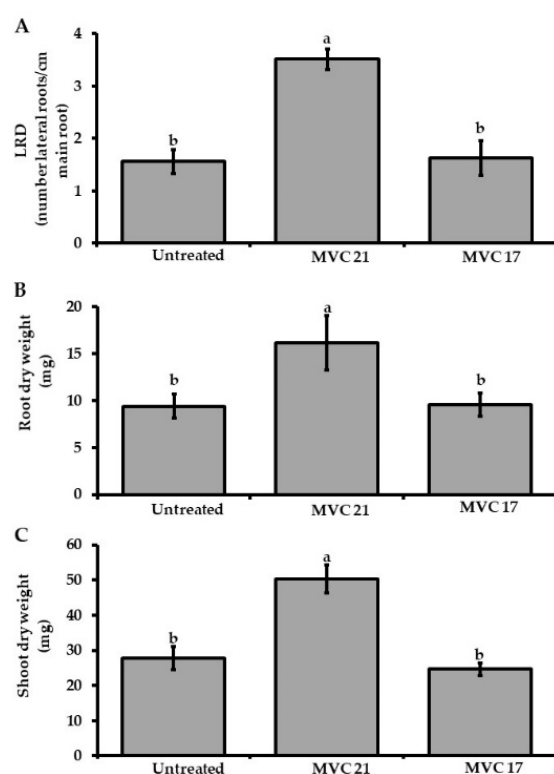 A
LRD
(number lateral roots/cm
main root)
4
3
2
1
0
b
a
b
Untreated
MVC 21
MVC 17
B
Root dry weight
(mg)
20
15
10
5
0
b
a
b
Untreated
MVC 21
MVC 17
C
Shoot dry weight
(mg)
60
50
40
30
20
10
0
b
a
b
Untreated
MVC 21
MVC 17